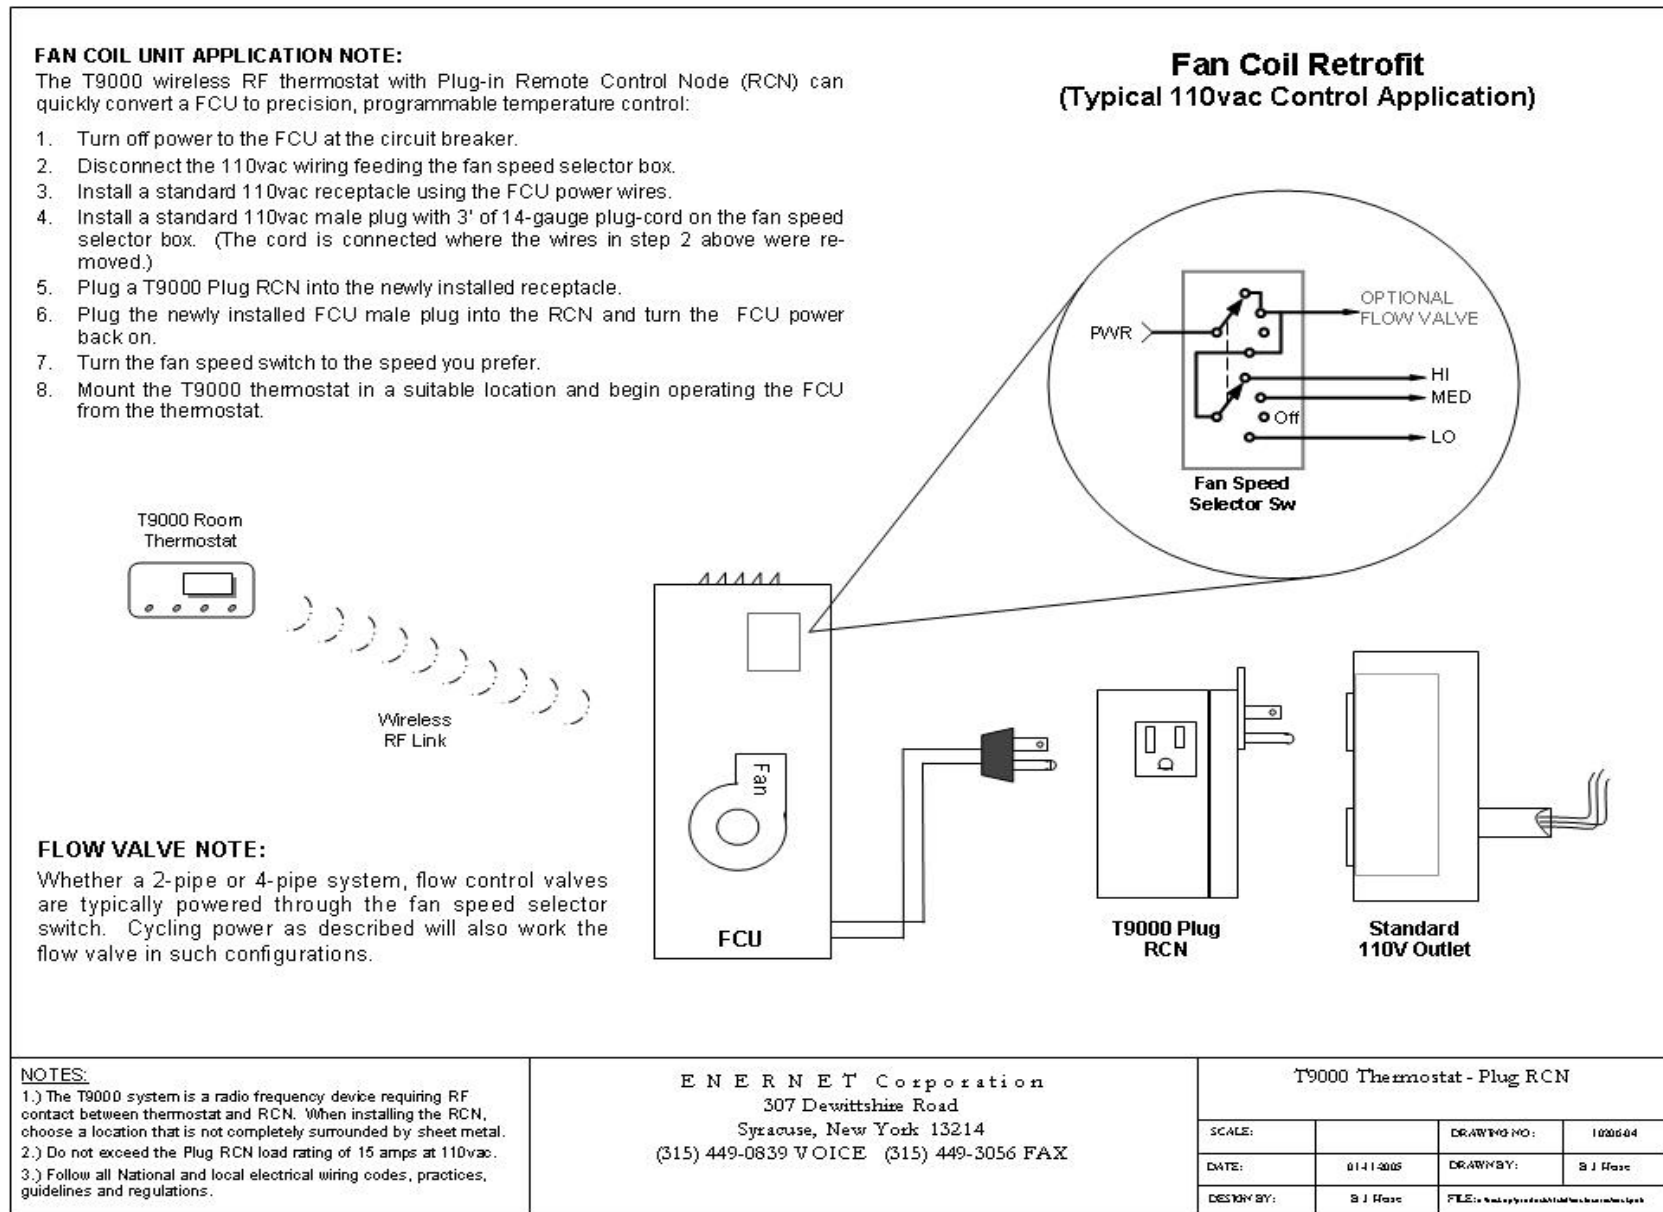 FAN COIL UNIT APPLICATION NOTE:
The T9000 wireless RF thermostat with Plug-in Remote Control Node (RCN) can
quickly convert a FCU to precision, programmable temperature control:
1. Turn off power to the FCU at the circuit breaker.
2. Disconnect the 110vac wiring feeding the fan speed selector box.
3. Install a standard 110vac receptacle using the FCU power wires.
4. Install a standard 110vac male plug with 3' of 14-gauge plug-cord on the fan speed
selector box. (The cord is connected where the wires in step 2 above were re-
moved.)
5. Plug a T9000 Plug RCN into the newly installed receptacle.
6. Plug the newly installed FCU male plug into the RCN and turn the FCU power
back on.
7. Turn the fan speed switch to the speed you prefer.
8. Mount the T9000 thermostat in a suitable location and begin operating the FCU
from the thermostat.
Fan Coil Retrofit
(Typical 110vac Control Application)
PWR
OPTIONAL
FLOW VALVE
HI
MED
Off
LO
Fan Speed
Selector Sw
T9000 Room
Thermostat
Wireless
RF Link
Fan
FCU
T9000 Plug
RCN
Standard
110V Outlet
FLOW VALVE NOTE:
Whether a 2-pipe or 4-pipe system, flow control valves
are typically powered through the fan speed selector
switch. Cycling power as described will also work the
flow valve in such configurations.
NOTES:
1.) The T9000 system is a radio frequency device requiring RF
contact between thermostat and RCN. When installing the RCN,
choose a location that is not completely surrounded by sheet metal.
2.) Do not exceed the Plug RCN load rating of 15 amps at 110vac.
3.) Follow all National and local electrical wiring codes, practices,
guidelines and regulations.
ENERNET Corporation
307 Dewittshire Road
Syracuse, New York 13214
(315) 449-0839 VOICE (315) 449-3056 FAX
T9000 Thermostat - Plug RCN
SCALE:
DRAWING NO:
DATE: 01-11-2005
DRAWN BY: B J
DESIGN BY: B J
FILE: